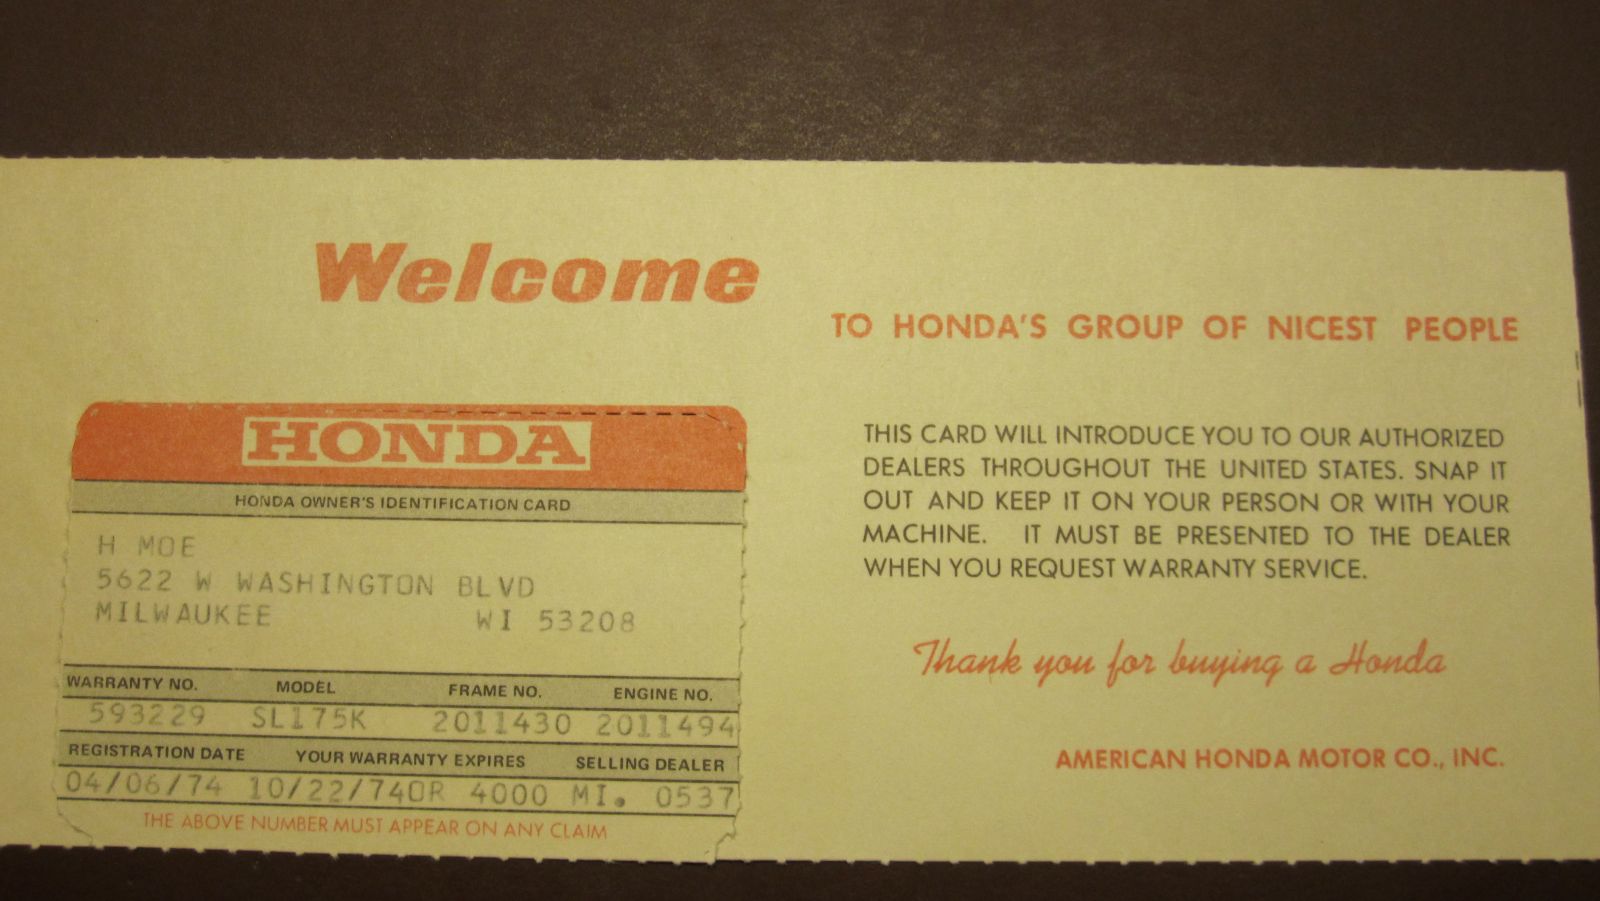 Welcome
TO HONDA'S GROUP OF NICEST PEOPLE
HONDA
HONDA OWNER'S IDENTIFICATION CARD
H MOE
5622 W WASHINGTON BLVD
MILWAUKEE WI 53208
WARRANTY NO. MODEL FRAME NO. ENGINE NO.
593229 SL175K 2011430 2011494
REGISTRATION DATE YOUR WARRANTY EXPIRES SELLING DEALER
04/06/74 10/22/74OR 4000 MI. 0537
THE ABOVE NUMBER MUST APPEAR ON ANY CLAIM
THIS CARD WILL INTRODUCE YOU TO OUR AUTHORIZED
DEALERS THROUGHOUT THE UNITED STATES. SNAP IT
OUT AND KEEP IT ON YOUR PERSON OR WITH YOUR
MACHINE. IT MUST BE PRESENTED TO THE DEALER
WHEN YOU REQUEST WARRANTY SERVICE.
Thank you for buying a Honda
AMERICAN HONDA MOTOR CO., INC.